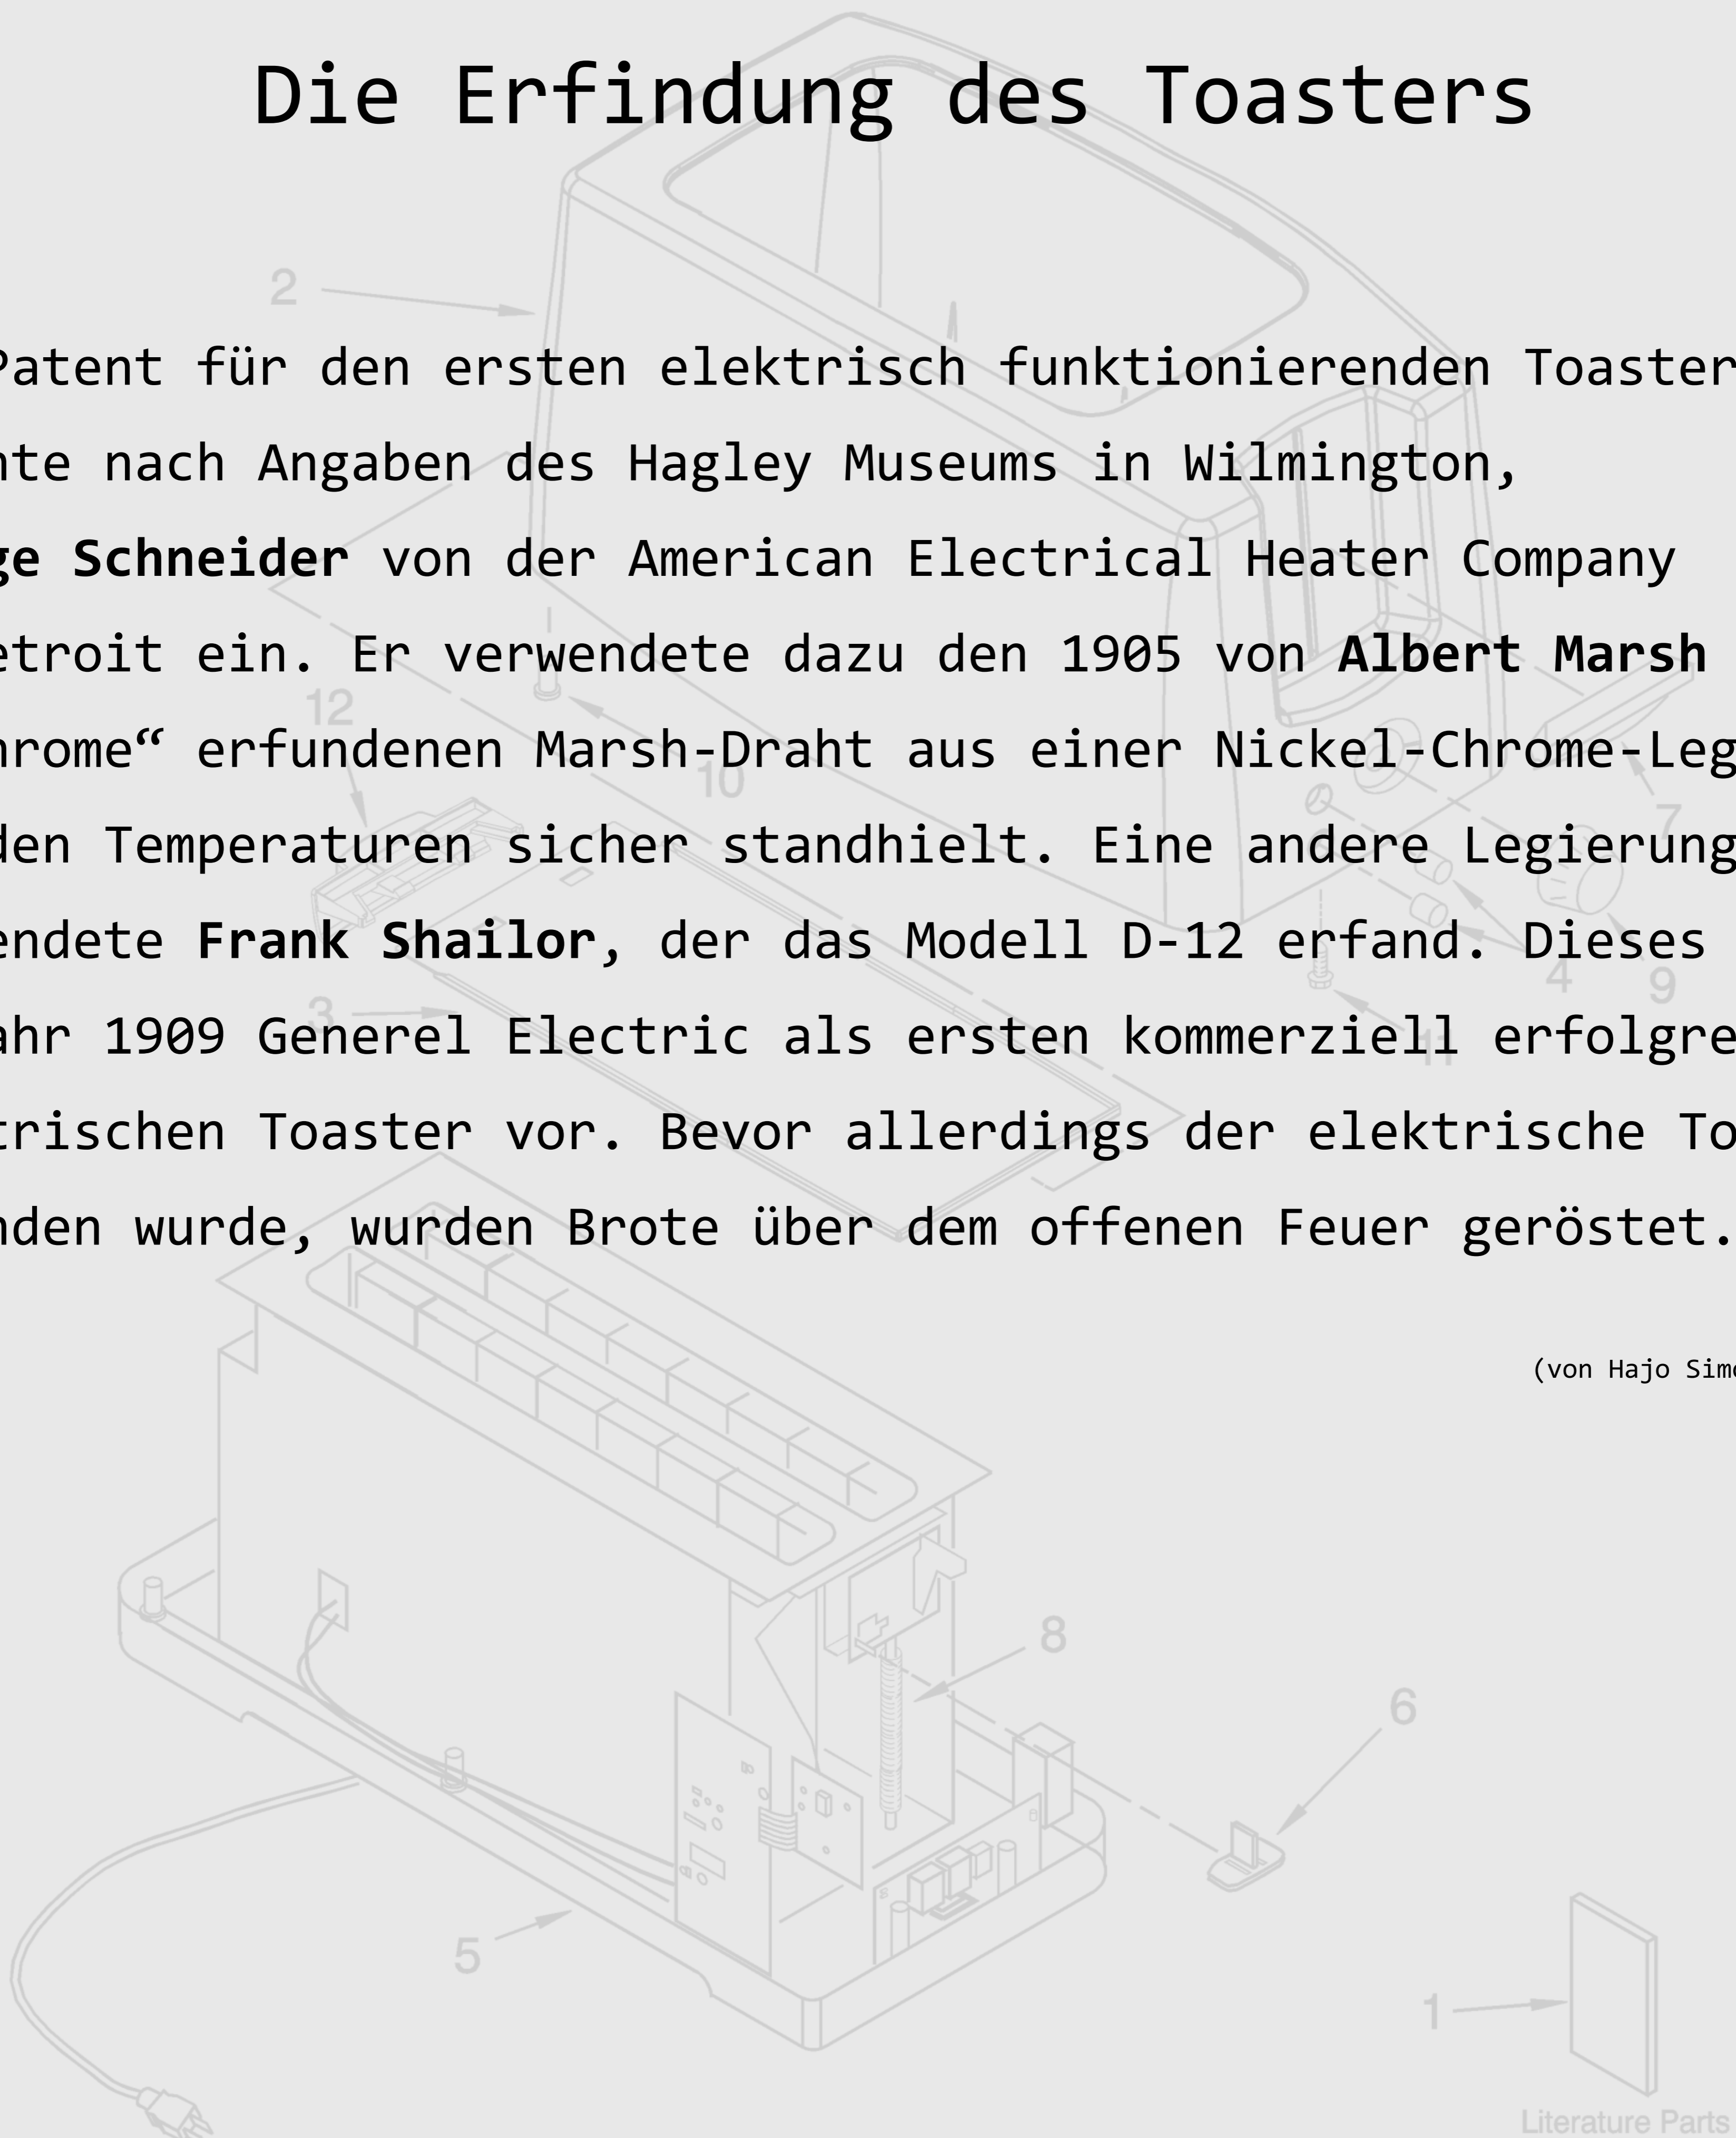 Die Erfindung des Toasters
2
Patent für den ersten elektrisch funktionierenden Toaster
nte nach Angaben des Hagley Museums in Wilmington,
ge Schneider von der American Electrical Heater Company
etroit ein. Er verwendete dazu den 1905 von Albert Marsh
12
hrome“ erfundenen Marsh-Draht aus einer Nickel-Chrome-Leg
10
7
den Temperaturen sicher standhielt. Eine andere Legierung
endete Frank Shailor, der das Modell D-12 erfand. Dieses
4
9
3
ahr 1909 Generel Electric als ersten kommerziell erfolgre
11
trischen Toaster vor. Bevor allerdings der elektrische To
nden wurde, wurden Brote über dem offenen Feuer geröstet.
(von Hajo Simo
8
6
5
1
Literature Parts